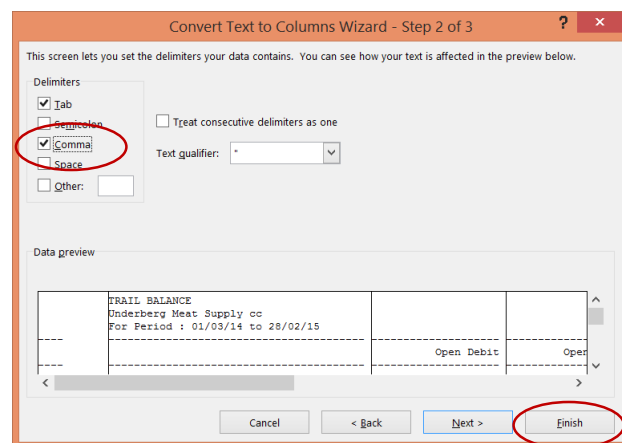 Convert Text to Columns Wizard - Step 2 of 3 ? ×
This screen lets you set the delimiters your data contains. You can see how your text is affected in the preview below.
Delimiters
Tab
Semicolon
Treat consecutive delimiters as one
Comma
Text qualifier: "
Space
Other:
Data preview
TRAIL BALANCE
Underberg Meat Supply cc
For Period : 01/03/14 to 28/02/15
Open Debit Oper
Cancel < Back Next > Finish